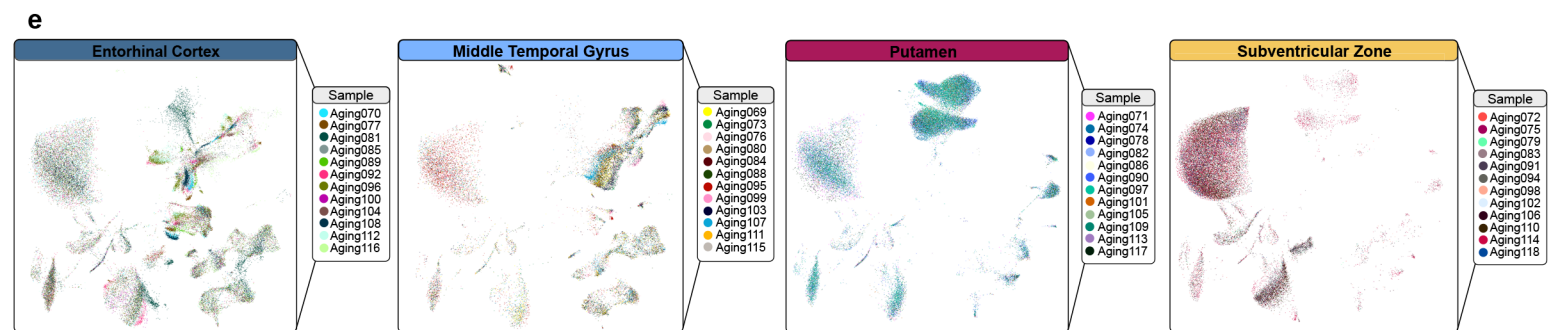 e
Entorhinal Cortex
Sample
Aging070
Aging077
Aging081
Aging085
Aging089
Aging092
Aging096
Aging100
Aging104
Aging108
Aging112
Aging116
Middle Temporal Gyrus
Sample
Aging069
Aging073
Aging076
Aging080
Aging084
Aging088
Aging095
Aging099
Aging103
Aging107
Aging111
Aging115
Putamen
Sample
Aging071
Aging074
Aging078
Aging082
Aging086
Aging090
Aging097
Aging101
Aging105
Aging109
Aging113
Aging117
Subventricular Zone
Sample
Aging072
Aging075
Aging079
Aging083
Aging091
Aging094
Aging098
Aging102
Aging106
Aging110
Aging114
Aging118